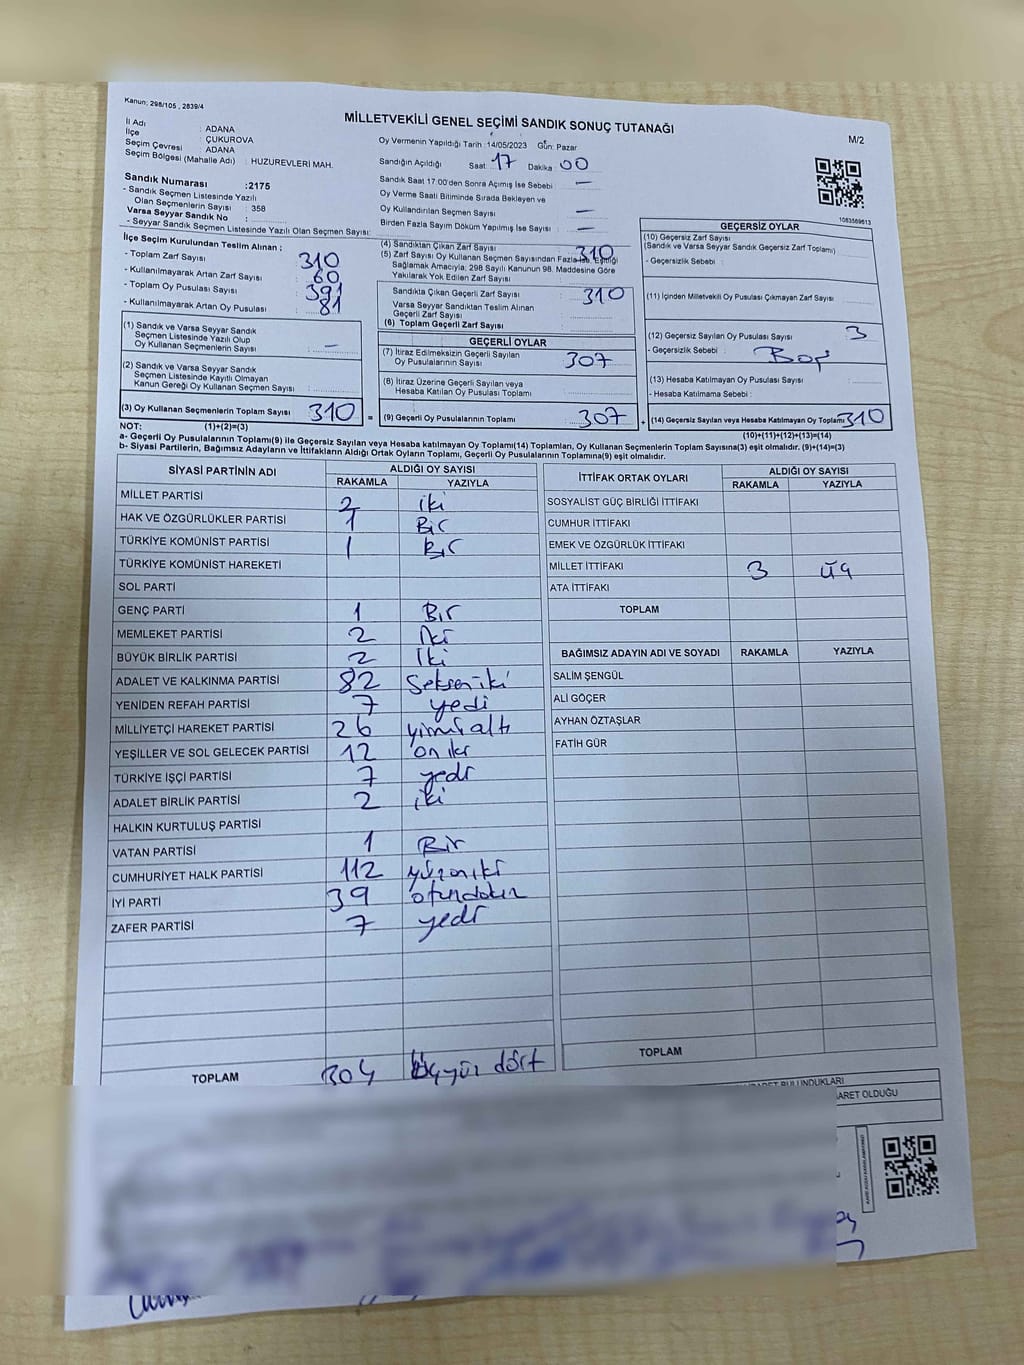 Kanun; 298/105 , 2839/4
MİLLETVEKİLİ GENEL SEÇİMİ SANDIK SONUÇ TUTANAĞI
M/2
İl Adı : ADANA
İlçe : ÇUKUROVA
Seçim Çevresi : ADANA
Seçim Bölgesi (Mahalle Adı) : HUZUREVLERİ MAH.
Sandık Numarası :2175
- Sandık Seçmen Listesinde Yazılı
Olan Seçmenlerin Sayısı : 358
Varsa Seyyar Sandık No :
- Seyyar Sandık Seçmen Listesinde Yazılı Olan Seçmen Sayısı:
Oy Vermenin Yapıldığı Tarih : 14/05/2023 Gün: Pazar
Sandığın Açıldığı Saat: 17 Dakika: 00
Sandık Saat 17:00'den Sonra Açımış İse Sebebi : —
Oy Verme Saati Bitiminde Sırada Bekleyen ve
Oy Kullandırılan Seçmen Sayısı : —
Birden Fazla Sayım Döküm Yapılmış İse Sayısı : —
1083569613
İlçe Seçim Kurulundan Teslim Alınan ;
- Toplam Zarf Sayısı : 310
- Kullanılmayarak Artan Zarf Sayısı : 60
- Toplam Oy Pusulası Sayısı : 391
- Kullanılmayarak Artan Oy Pusulası : 81
(1) Sandık ve Varsa Seyyar Sandık
Seçmen Listesinde Yazılı Olup
Oy Kullanan Seçmenlerin Sayısı : —
(2) Sandık ve Varsa Seyyar Sandık
Seçmen Listesinde Kayıtlı Olmayan
Kanun Gereği Oy Kullanan Seçmen Sayısı :
(3) Oy Kullanan Seçmenlerin Toplam Sayısı 310 =
(4) Sandıktan Çıkan Zarf Sayısı : 310
(5) Zarf Sayısı Oy Kullanan Seçmen Sayısından Fazla ise, Eşitliği
Sağlamak Amacıyla, 298 Sayılı Kanunun 98. Maddesine Göre
Yakılarak Yok Edilen Zarf Sayısı :
Sandıkta Çıkan Geçerli Zarf Sayısı : 310
Varsa Seyyar Sandıktan Teslim Alınan
Geçerli Zarf Sayısı :
(6) Toplam Geçerli Zarf Sayısı :
GEÇERLİ OYLAR
(7) İtiraz Edilmeksizin Geçerli Sayılan
Oy Pusulalarının Sayısı : 307
(8) İtiraz Üzerine Geçerli Sayılan veya
Hesaba Katılan Oy Pusulası Toplamı :
(9) Geçerli Oy Pusulalarının Toplamı : 307 +
GEÇERSİZ OYLAR
(10) Geçersiz Zarf Sayısı
(Sandık ve Varsa Seyyar Sandık Geçersiz Zarf Toplamı)
- Geçersizlik Sebebi :
(11) İçinden Milletvekili Oy Pusulası Çıkmayan Zarf Sayısı :
(12) Geçersiz Sayılan Oy Pusulası Sayısı : 3
- Geçersizlik Sebebi : Boş
(13) Hesaba Katılmayan Oy Pusulası Sayısı :
- Hesaba Katılmama Sebebi :
(14) Geçersiz Sayılan veya Hesaba Katılmayan Oy Toplamı 310
NOT: (1)+(2)=(3)
(10)+(11)+(12)+(13)=(14)
a- Geçerli Oy Pusulalarının Toplamı(9) ile Geçersiz Sayılan veya Hesaba katılmayan Oy Toplamı(14) Toplamları, Oy Kullanan Seçmenlerin Toplam Sayısına(3) eşit olmalıdır. (9)+(14)=(3)
b- Siyasi Partilerin, Bağımsız Adayların ve İttifakların Aldığı Ortak Oyların Toplamı, Geçerli Oy Pusulalarının Toplamına(9) eşit olmalıdır.
SİYASİ PARTİNİN ADI ALDIĞI OY SAYISI
RAKAMLA YAZIYLA
MİLLET PARTİSİ 2 iki
HAK VE ÖZGÜRLÜKLER PARTİSİ 1 Bir
TÜRKİYE KOMÜNİST PARTİSİ 1 Bir
TÜRKİYE KOMÜNİST HAREKETİ
SOL PARTİ
GENÇ PARTİ 1 Bir
MEMLEKET PARTİSİ 2 İki
BÜYÜK BİRLİK PARTİSİ 2 İki
ADALET VE KALKINMA PARTİSİ 82 Seksen iki
YENİDEN REFAH PARTİSİ 7 yedi
MİLLİYETÇİ HAREKET PARTİSİ 26 yirmialtı
YEŞİLLER VE SOL GELECEK PARTİSİ 12 oniki
TÜRKİYE İŞÇİ PARTİSİ 7 yedi
ADALET BİRLİK PARTİSİ 2 iki
HALKIN KURTULUŞ PARTİSİ
VATAN PARTİSİ 1 Bir
CUMHURİYET HALK PARTİSİ 112 yüzoniki
İYİ PARTİ 39 otuzdokuz
ZAFER PARTİSİ 7 yedi
TOPLAM 304 üçyüz dört
İTTİFAK ORTAK OYLARI ALDIĞI OY SAYISI
RAKAMLA YAZIYLA
SOSYALİST GÜÇ BİRLİĞİ İTTİFAKI
CUMHUR İTTİFAKI
EMEK VE ÖZGÜRLÜK İTTİFAKI
MİLLET İTTİFAKI 3 üç
ATA İTTİFAKI
TOPLAM
BAĞIMSIZ ADAYIN ADI VE SOYADI RAKAMLA YAZIYLA
SALİM ŞENGÜL
ALİ GÖÇER
AYHAN ÖZTAŞLAR
FATİH GÜR
TOPLAM
BULUNDUKLARI
ARET OLDUĞU